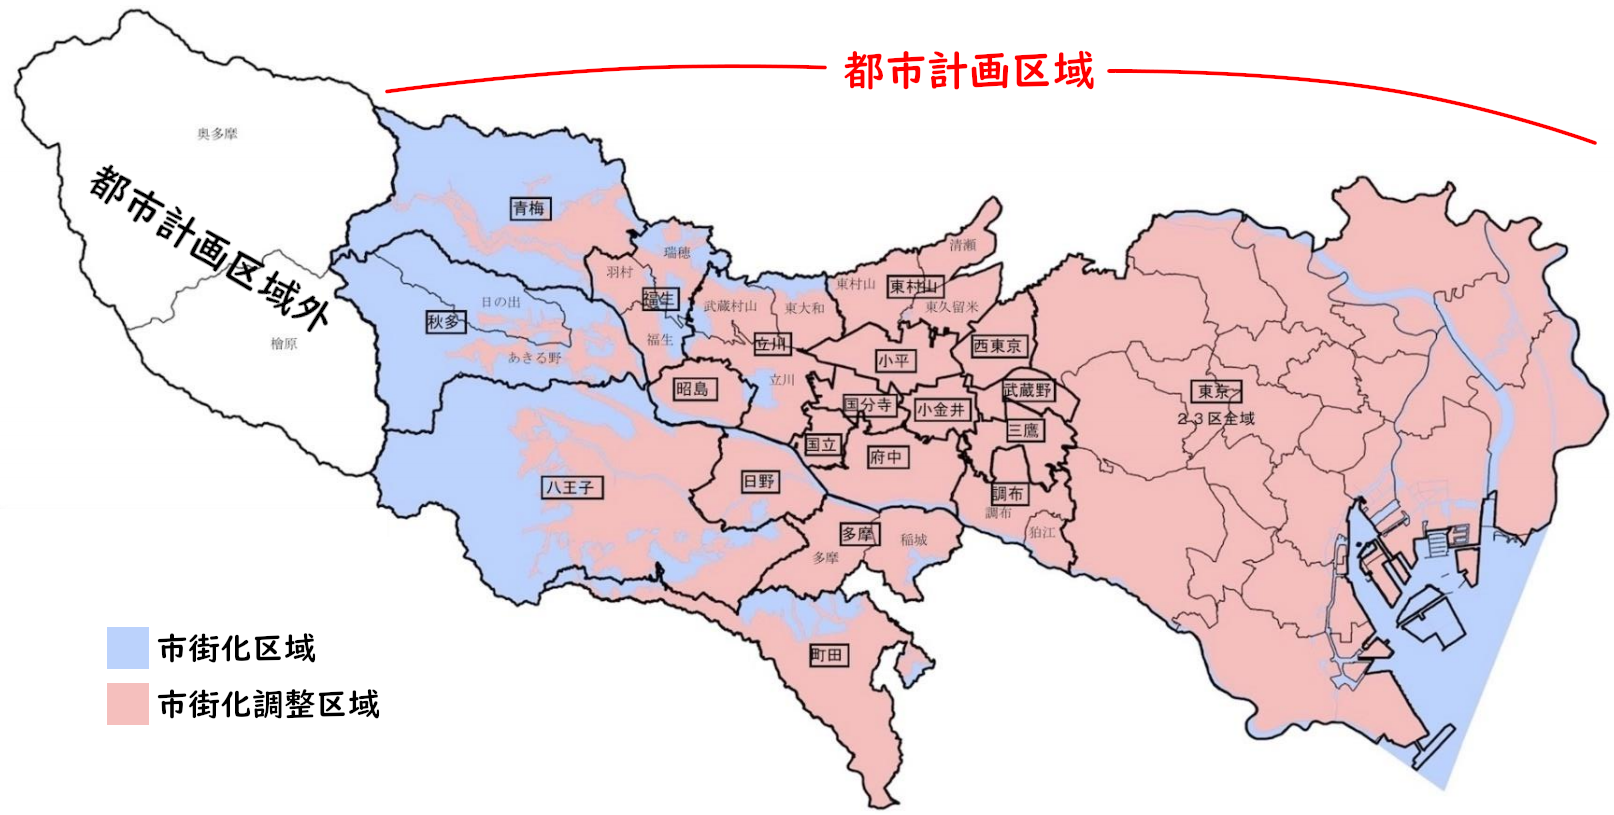 都市計画区域
奥多摩
都市計画区域外
檜原
青梅
瑞穂
羽村
福生
福生
日の出
秋多
あきる野
武蔵村山
東大和
立川
立川
昭島
東村山
東村山
清瀬
東久留米
小平
西東京
武蔵野
国分寺
小金井
三鷹
国立
府中
調布
調布
狛江
東京
23区全域
八王子
日野
多摩
多摩
稲城
町田
市街化区域
市街化調整区域